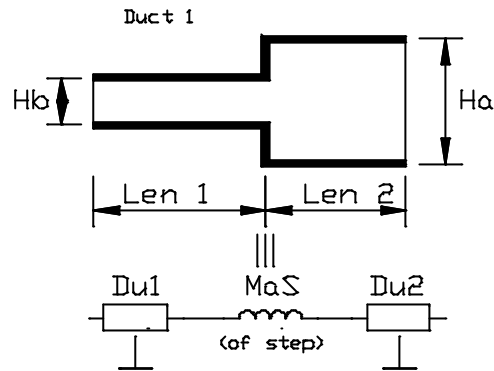 Duct 1
Hb
Ha
Len 1 Len 2
Du1 MaS Du2
(of step)